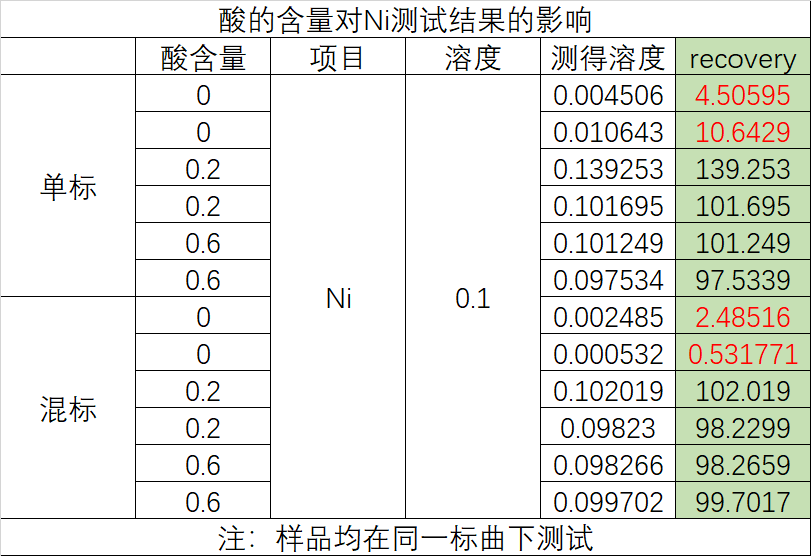 酸的含量对Ni测试结果的影响
酸含量 项目 溶度 测得溶度 recovery
单标 0 Ni 0.1 0.004506 4.50595
0 0.010643 10.6429
0.2 0.139253 139.253
0.2 0.101695 101.695
0.6 0.101249 101.249
0.6 0.097534 97.5339
混标 0 0.002485 2.48516
0 0.000532 0.531771
0.2 0.102019 102.019
0.2 0.09823 98.2299
0.6 0.098266 98.2659
0.6 0.099702 99.7017
注：样品均在同一标曲下测试